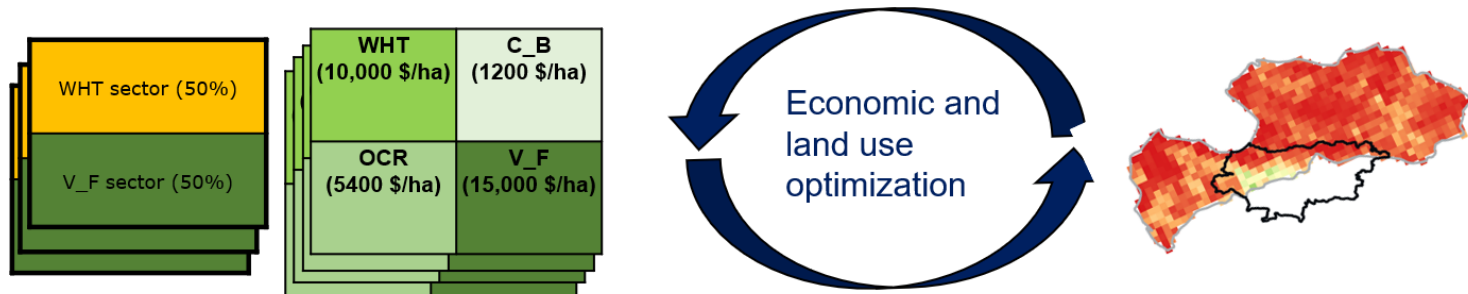 WHT sector (50%)
V_F sector (50%)
WHT
(10,000 $/ha)
C_B
(1200 $/ha)
OCR
(5400 $/ha)
V_F
(15,000 $/ha)
Economic and
land use
optimization